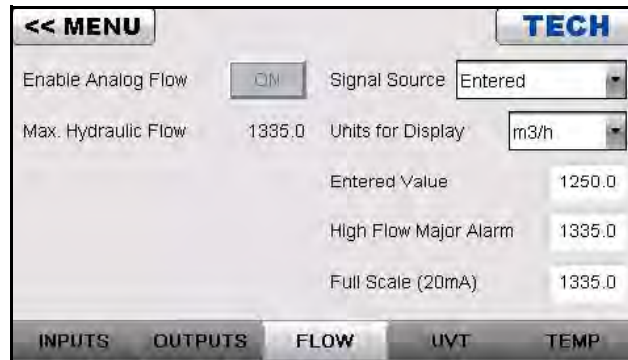 << MENU TECH
Enable Analog Flow ON Signal Source Entered
Max. Hydraulic Flow 1335.0 Units for Display m3/h
Entered Value 1250.0
High Flow Major Alarm 1335.0
Full Scale (20mA) 1335.0
INPUTS OUTPUTS FLOW UVT TEMP